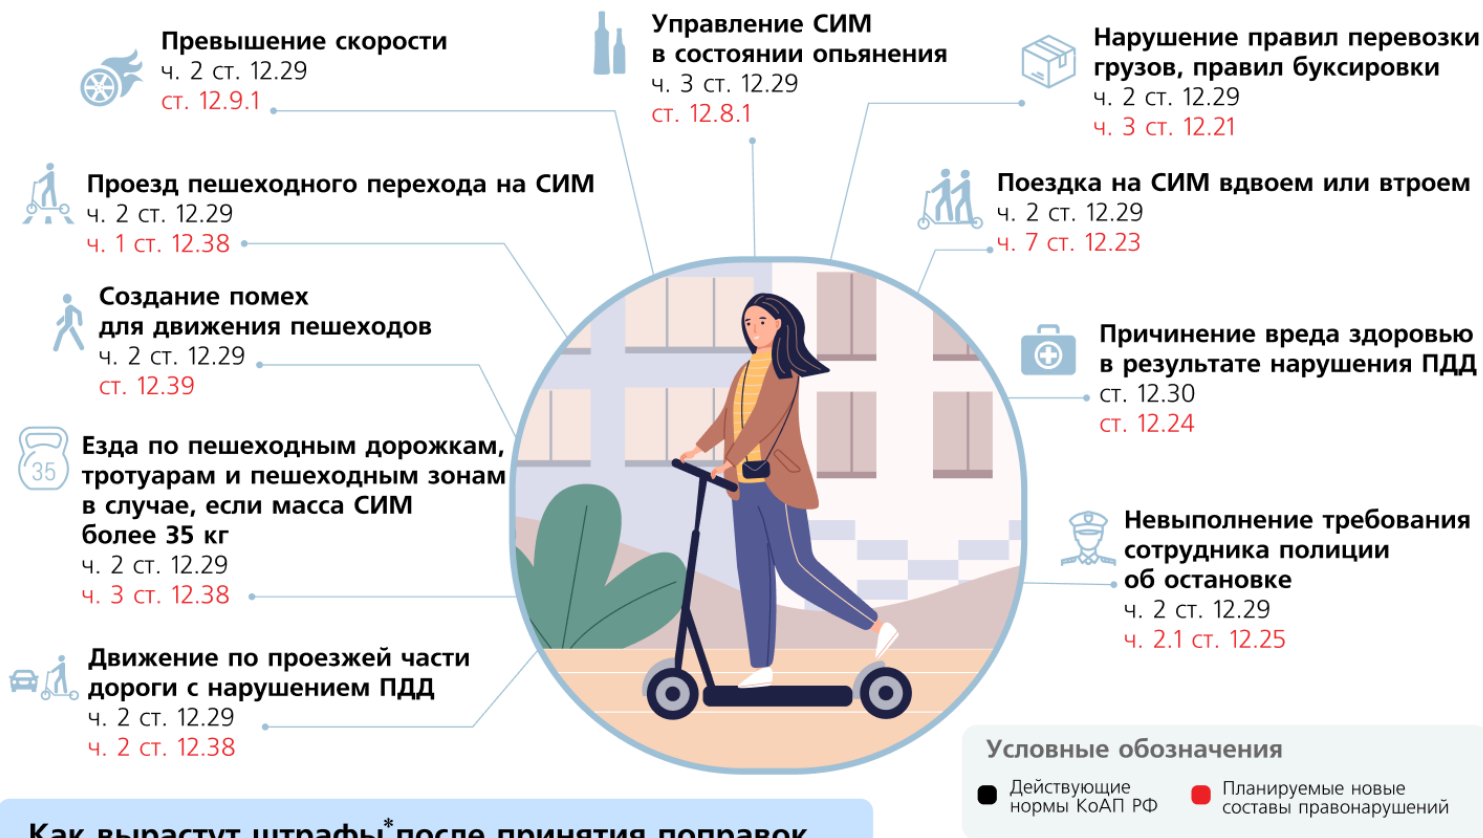 Превышение скорости
ч. 2 ст. 12.29
ст. 12.9.1
Управление СИМ
в состоянии опьянения
ч. 3 ст. 12.29
ст. 12.8.1
Нарушение правил перевозки
грузов, правил буксировки
ч. 2 ст. 12.29
ч. 3 ст. 12.21
Проезд пешеходного перехода на СИМ
ч. 2 ст. 12.29
ч. 1 ст. 12.38
Поездка на СИМ вдвоем или втроем
ч. 2 ст. 12.29
ч. 7 ст. 12.23
Создание помех
для движения пешеходов
ч. 2 ст. 12.29
ст. 12.39
Причинение вреда здоровью
в результате нарушения ПДД
ст. 12.30
ст. 12.24
35
Езда по пешеходным дорожкам,
тротуарам и пешеходным зонам
в случае, если масса СИМ
более 35 кг
ч. 2 ст. 12.29
ч. 3 ст. 12.38
Невыполнение требования
сотрудника полиции
об остановке
ч. 2 ст. 12.29
ч. 2.1 ст. 12.25
Движение по проезжей части
дороги с нарушением ПДД
ч. 2 ст. 12.29
ч. 2 ст. 12.38
Условные обозначения
Действующие
нормы КоАП РФ
Планируемые новые
составы правонарушений
Как вырастут штрафы* после принятия поправок